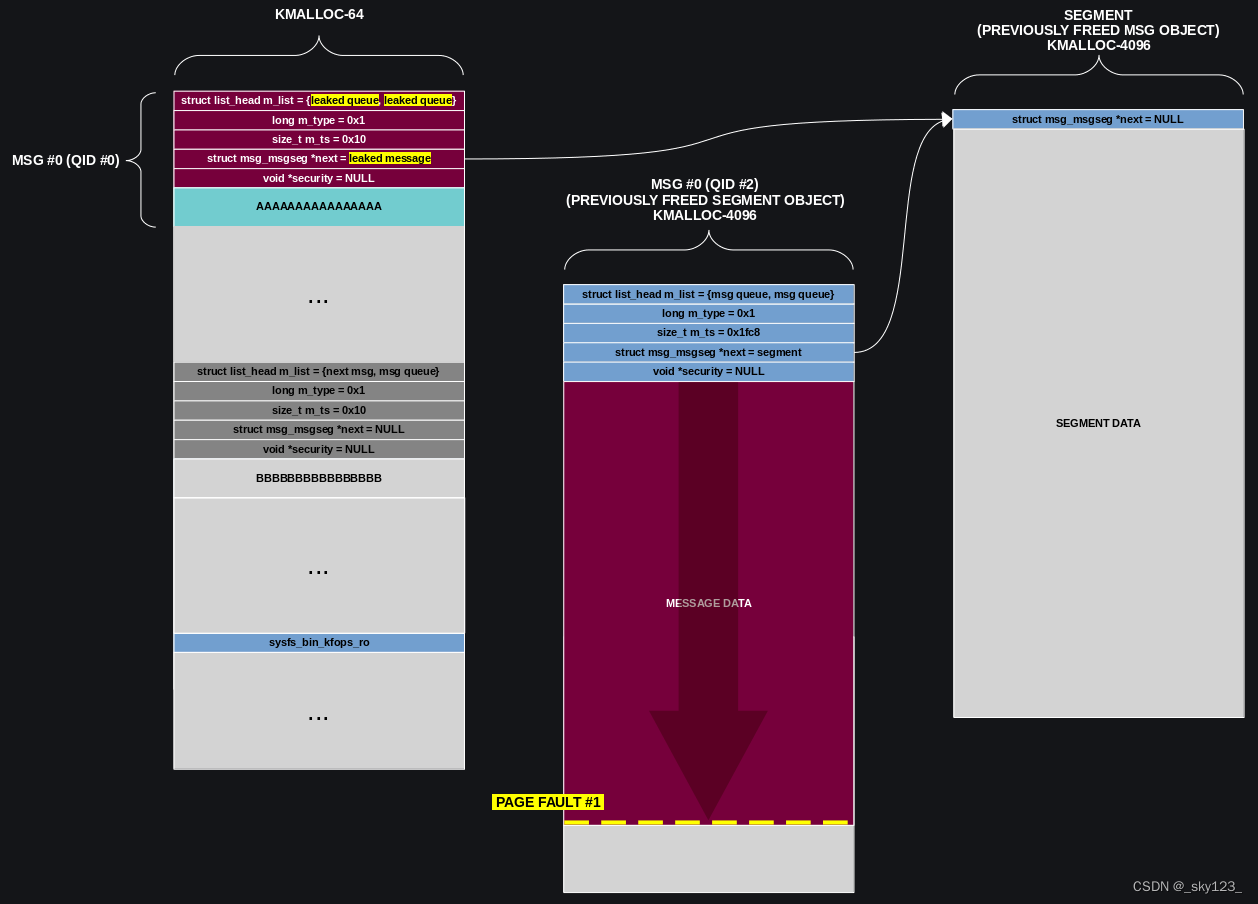 KMALLOC-64
MSG #0 (QID #0)
struct list_head m_list = {leaked queue, leaked queue}
long m_type = 0x1
size_t m_ts = 0x10
struct msg_msgseg *next = leaked message
void *security = NULL
AAAAAAAAAAAAAAAA
...
struct list_head m_list = {next msg, msg queue}
long m_type = 0x1
size_t m_ts = 0x10
struct msg_msgseg *next = NULL
void *security = NULL
BBBBBBBBBBBBBBBB
...
sysfs_bin_kfops_ro
...
MSG #0 (QID #2)
(PREVIOUSLY FREED SEGMENT OBJECT)
KMALLOC-4096
struct list_head m_list = {msg queue, msg queue}
long m_type = 0x1
size_t m_ts = 0x1fc8
struct msg_msgseg *next = segment
void *security = NULL
MESSAGE DATA
PAGE FAULT #1
SEGMENT
(PREVIOUSLY FREED MSG OBJECT)
KMALLOC-4096
struct msg_msgseg *next = NULL
SEGMENT DATA
CSDN @_sky123_